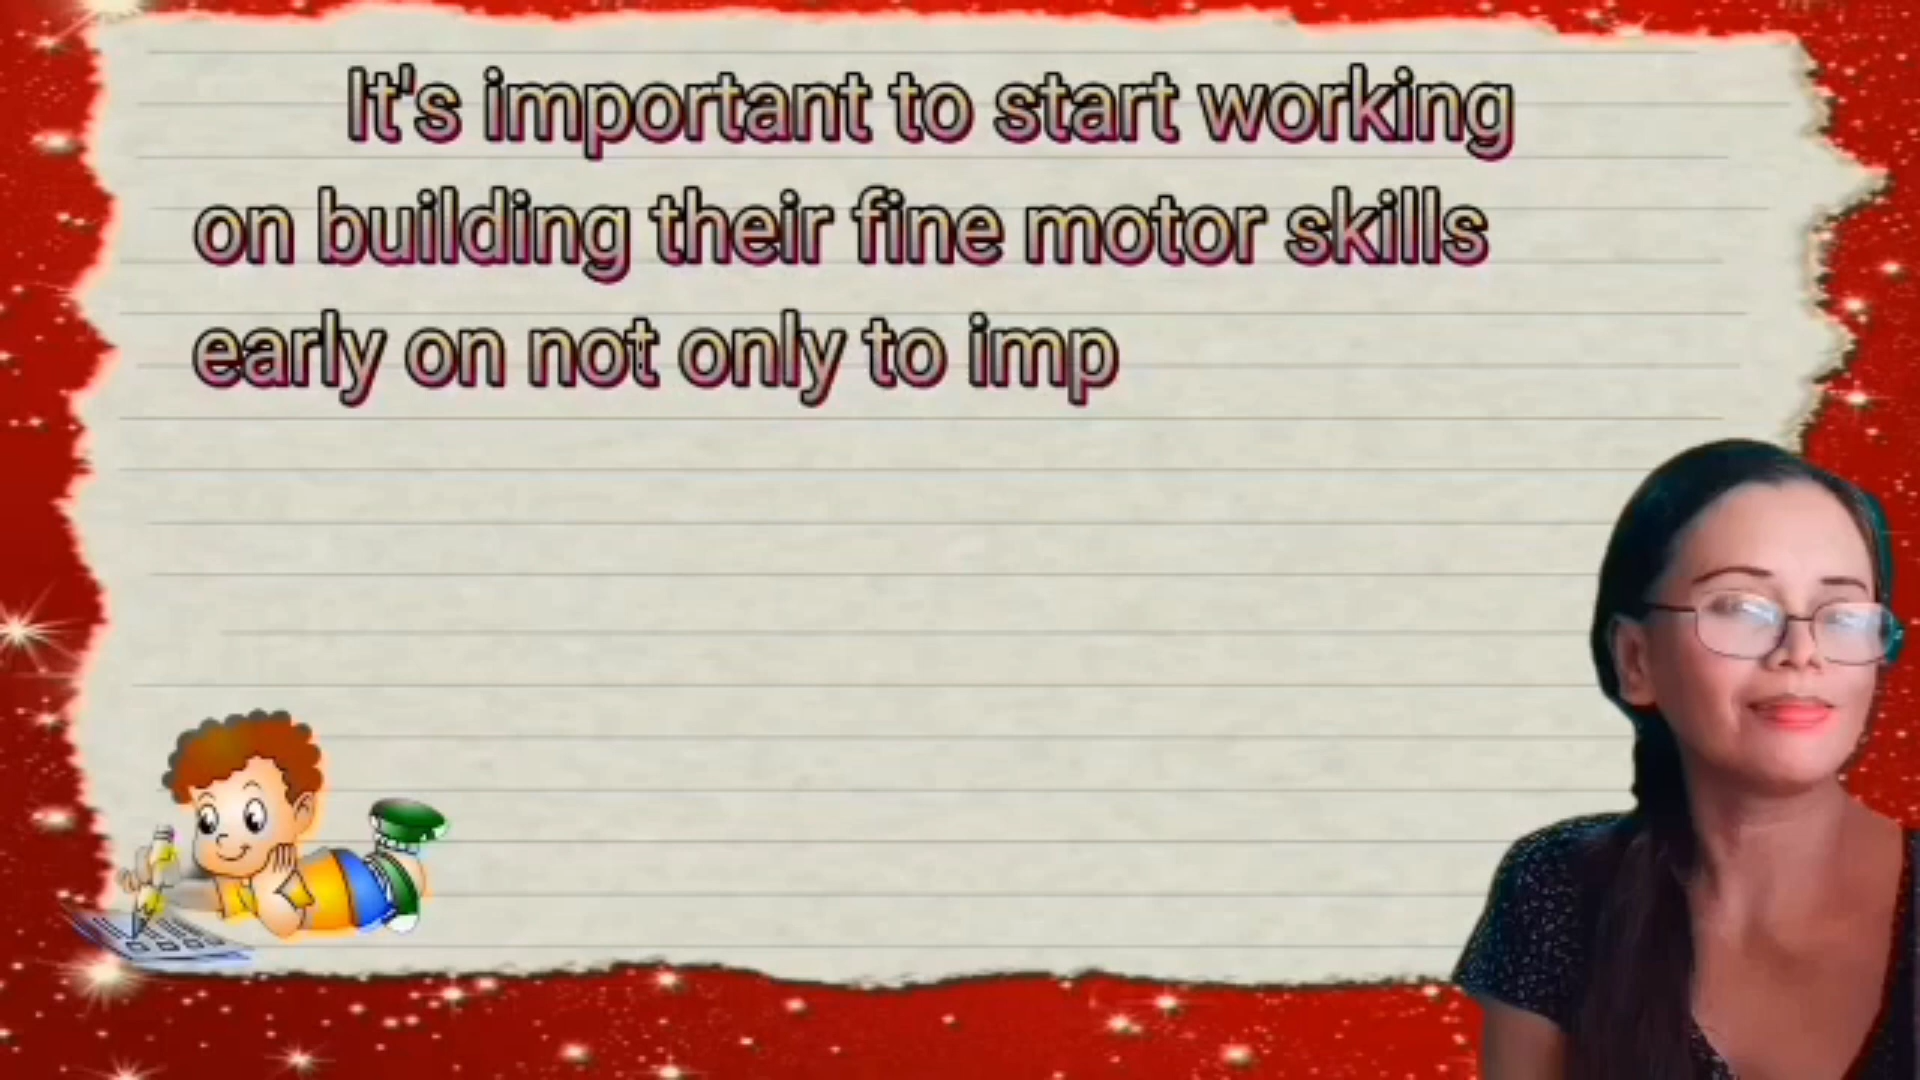 It's important to start working
on building their fine motor skills
early on not only to imp